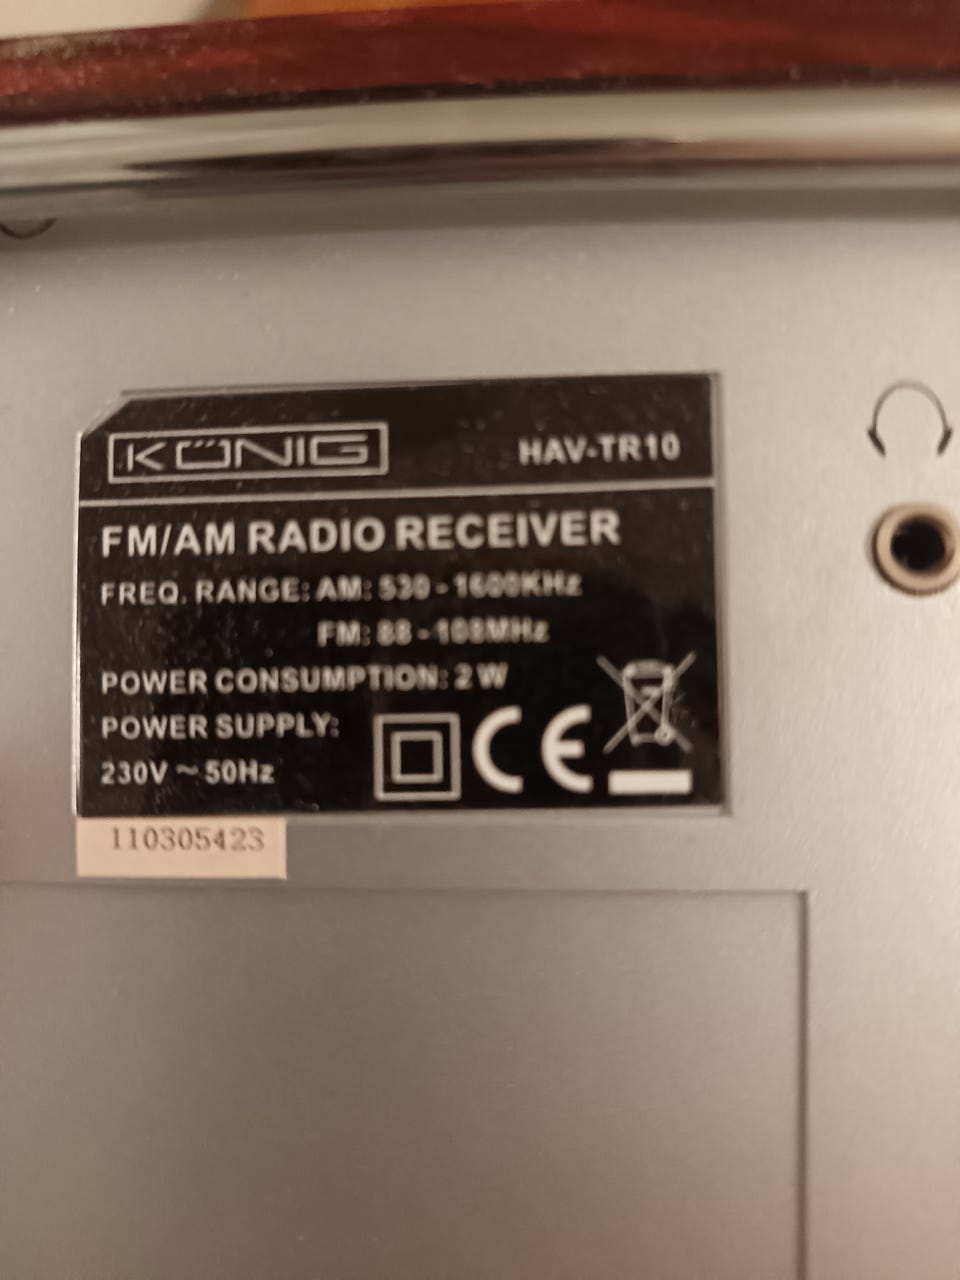 KÖNIG HAV-TR10
FM/AM RADIO RECEIVER
FREQ. RANGE: AM: 530 - 1600KHz
FM: 88 - 108MHz
POWER CONSUMPTION: 2 W
POWER SUPPLY:
230V ~ 50Hz
CE
110305423